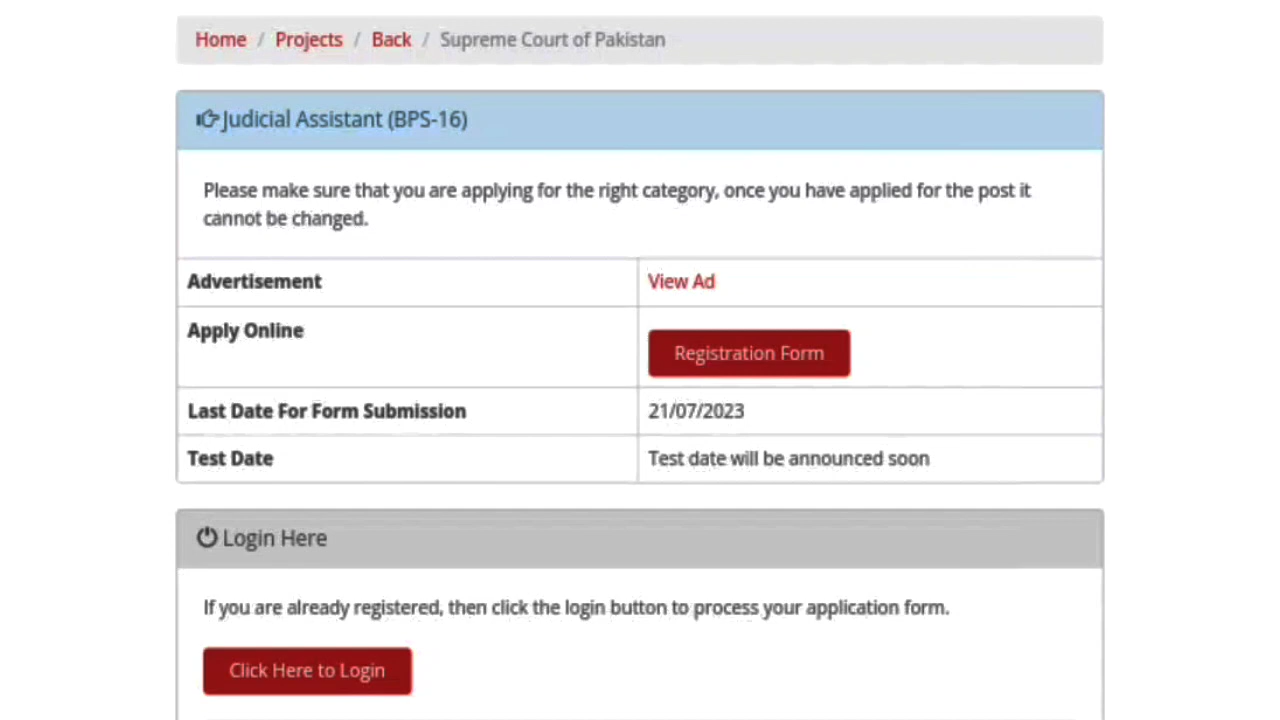 Home / Projects / Back / Supreme Court of Pakistan
Judicial Assistant (BPS-16)
Please make sure that you are applying for the right category, once you have applied for the post it
cannot be changed.
Advertisement View Ad
Apply Online Registration Form
Last Date For Form Submission 21/07/2023
Test Date Test date will be announced soon
Login Here
If you are already registered, then click the login button to process your application form.
Click Here to Login